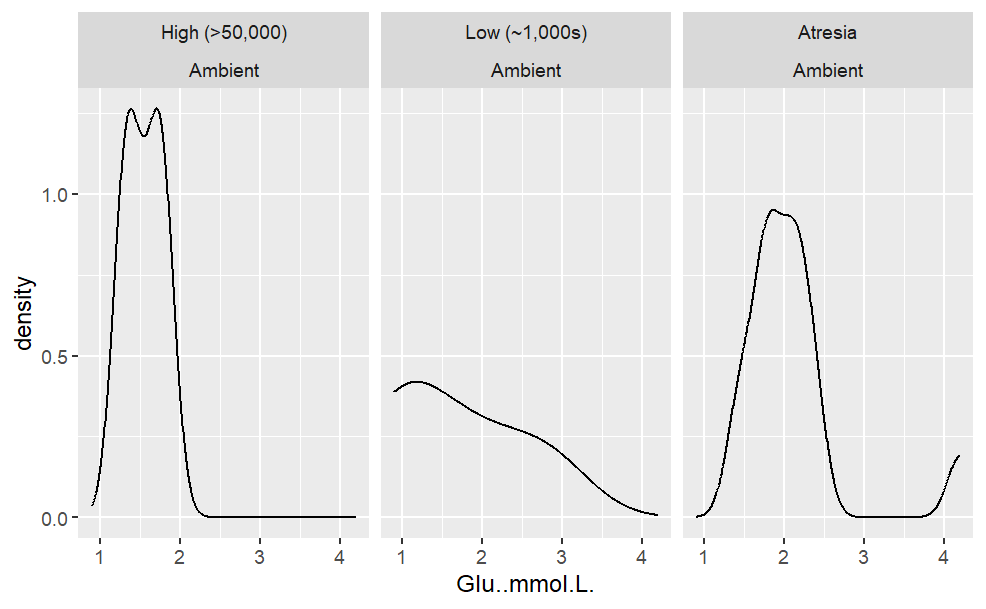 High (>50,000)
Low (~1,000s)
Atresia
Ambient
Ambient
Ambient
1.0
0.5
0.0
density
1 2 3 4
1 2 3 4
1 2 3 4
Glu..mmol.L.